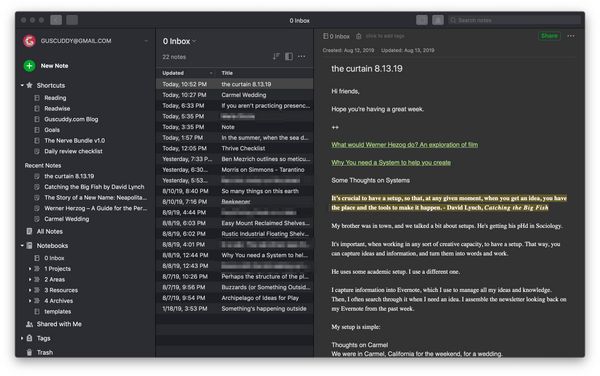 0 Inbox
Search notes
GUSCUDDY@GMAIL.COM
New Note
Shortcuts
Reading
Readwise
Guscuddy.com Blog
Goals
The Nerve Bundle v1.0
Daily review checklist
Recent Notes
the curtain 8.13.19
Catching the Big Fish by David Lynch
The Story of a New Name: Neapolita...
Werner Herzog – A Guide for the Per...
Carmel Wedding
All Notes
Notebooks
0 Inbox
1 Projects
2 Areas
3 Resources
4 Archives
templates
Shared with Me
Tags
Trash
0 Inbox
22 notes
Updated Title
Today, 10:52 PM the curtain 8.13.19
Today, 10:27 PM Carmel Wedding
Today, 6:33 PM If you aren't practicing presenc...
Today, 5:35 PM
Today, 3:35 PM Note
Today, 1:57 PM In the summer, when the sea d...
Today, 12:05 PM Thrive Checklist
Yesterday, 7:33 P... Ben Mezrich outlines so meticu...
Yesterday, 6:30 PM Morris on Simmons - Tarantino
Yesterday, 2:23 PM
8/10/19, 8:40 PM So many things on this earth
8/10/19, 7:16 PM Beekeeper
8/9/19, 4:44 PM
8/9/19, 4:43 PM Easy Mount Reclaimed Shelves...
8/9/19, 4:20 PM Rustic Industrial Floating Shelv...
8/8/19, 12:44 PM Why You need a System to help...
8/8/19, 12:43 AM
8/7/19, 10:26 PM Perhaps the structure of the pi...
8/7/19, 9:56 PM Buzzards (or Something Outsid...
8/7/19, 9:54 PM Archipelago of Ideas for Play
1/18/19, 3:53 PM Something's happening outside
0 Inbox click to add tags Share
Created: Aug 12, 2019 Updated: Aug 13, 2019
the curtain 8.13.19
Hi friends,
Hope you're having a great week.
++
What would Werner Hezog do? An exploration of film
Why You need a System to help you create
Some Thoughts on Systems
It's crucial to have a setup, so that, at any given moment, when you get an idea, you have
the place and the tools to make it happen. - David Lynch, Catching the Big Fish
My brother was in town, and we talked a bit about setups. He's getting his pHd in Sociology.
It's important, when working in any sort of creative capacity, to have a setup. That way, you
can capture ideas and information, and turn them into words and work.
He uses some academic setup. I use a different one.
I capture information into Evernote, which I use to manage all my ideas and knowledge.
Then, I often search through it when I need an idea. I assemble the newsletter looking back on
my Evernote from the past week.
My setup is simple:
Thoughts on Carmel
We were in Carmel, California for the weekend, for a wedding.